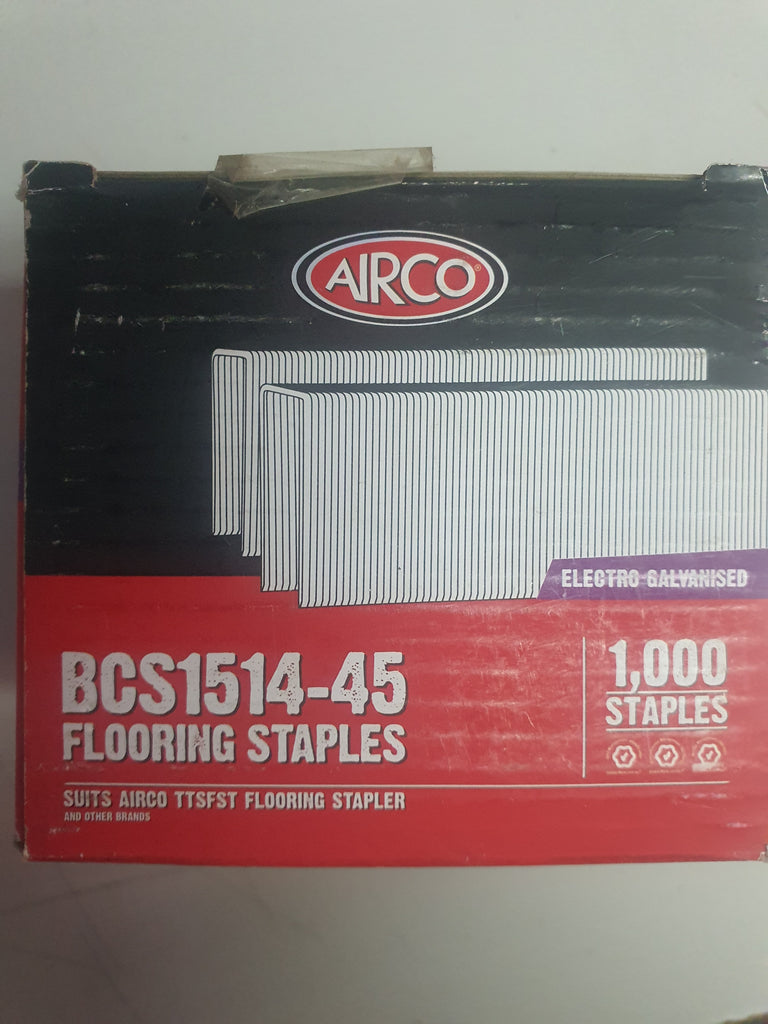 AIRCO®
ELECTRO GALVANISED
BCS1514-45
FLOORING STAPLES
1,000
STAPLES
SUITS AIRCO TTSFST FLOORING STAPLER
AND OTHER BRANDS